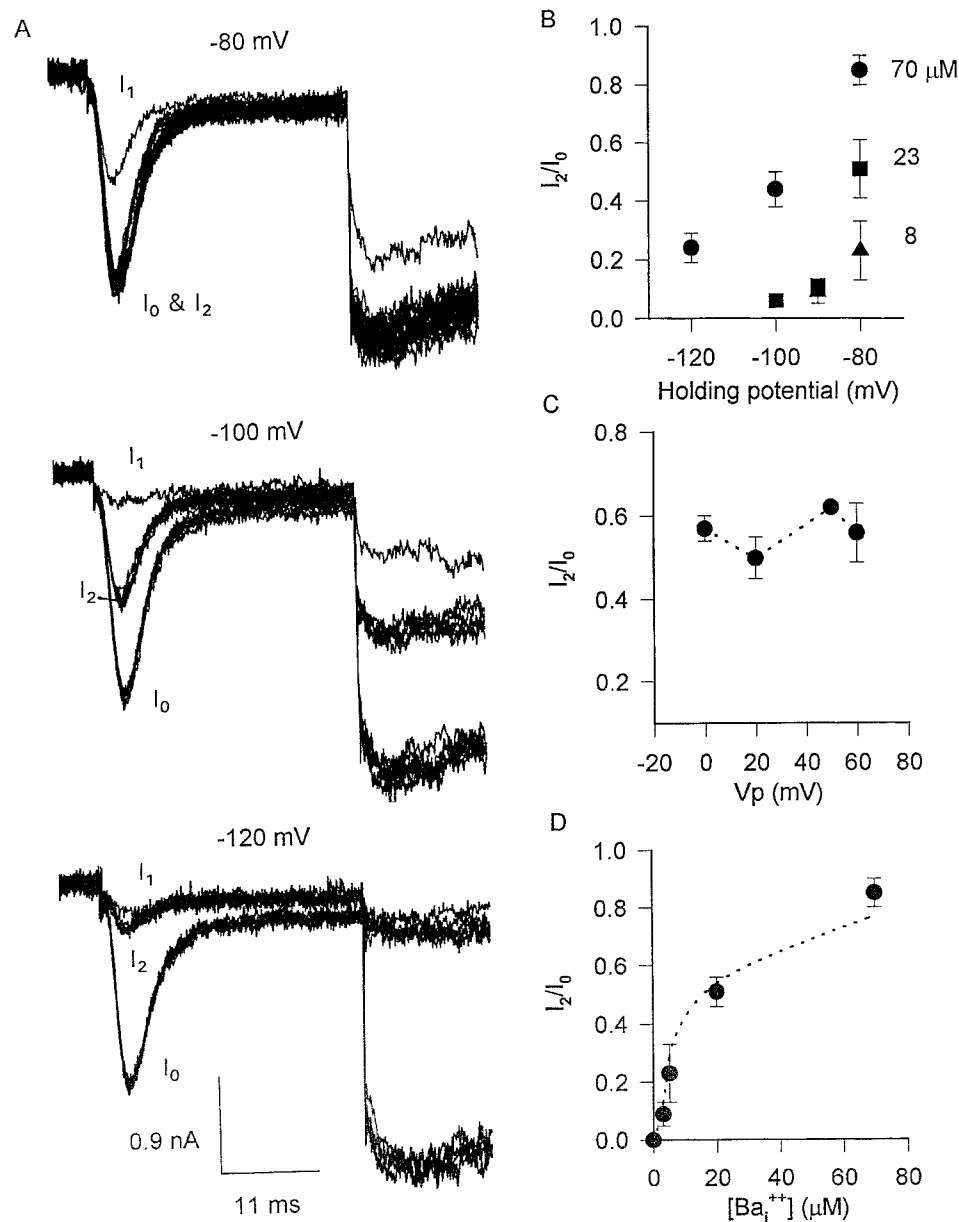 A
-80 mV
I1
I0 & I2
-100 mV
I1
I2
I0
-120 mV
I1
I2
I0
0.9 nA
11 ms
B
1.0
0.8
0.6
0.4
0.2
0.0
I2/I0
70 μM
23
8
-120 -100 -80
Holding potential (mV)
C
0.8
0.6
0.4
0.2
I2/I0
-20 0 20 40 60 80
Vp (mV)
D
1.0
0.8
0.6
0.4
0.2
0.0
I2/I0
0 20 40 60 80
[Bai++] (μM)